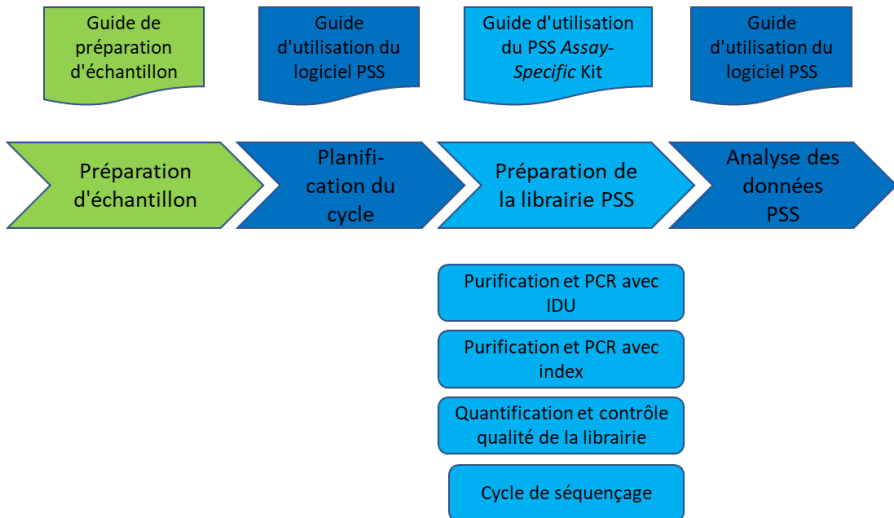 Guide de
préparation
d'échantillon
Guide
d'utilisation du
logiciel PSS
Guide d'utilisation
du PSS Assay-
Specific Kit
Guide
d'utilisation du
logiciel PSS
Préparation
d'échantillon
Planifi-
cation du
cycle
Préparation de
la librairie PSS
Analyse des
données
PSS
Purification et PCR avec
IDU
Purification et PCR avec
index
Quantification et contrôle
qualité de la librairie
Cycle de séquençage